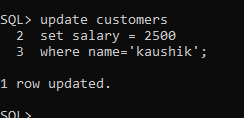 SQL> update customers
2 set salary = 2500
3 where name='kaushik';
1 row updated.
SQL>